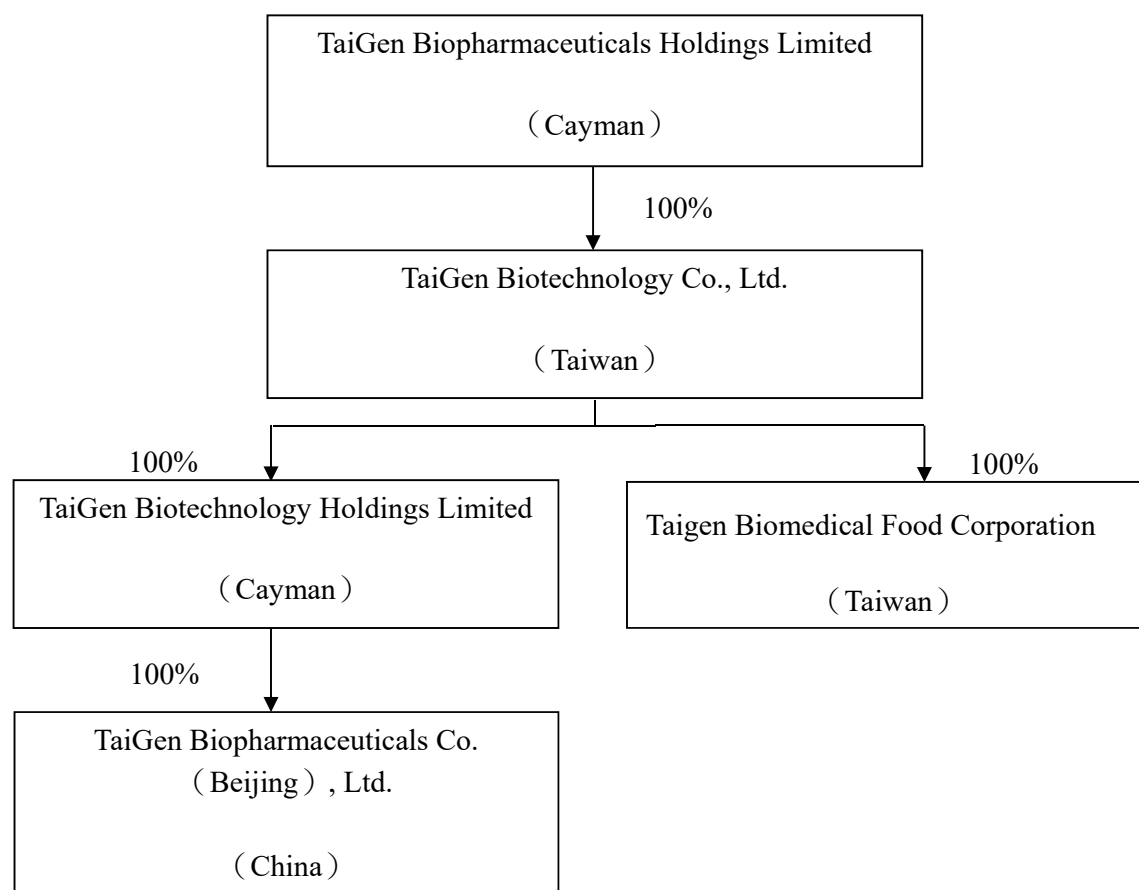 TaiGen Biopharmaceuticals Holdings Limited
（Cayman）
100%
TaiGen Biotechnology Co., Ltd.
（Taiwan）
100%
100%
TaiGen Biotechnology Holdings Limited
（Cayman）
Taigen Biomedical Food Corporation
（Taiwan）
100%
TaiGen Biopharmaceuticals Co.
（Beijing）, Ltd.
（China）